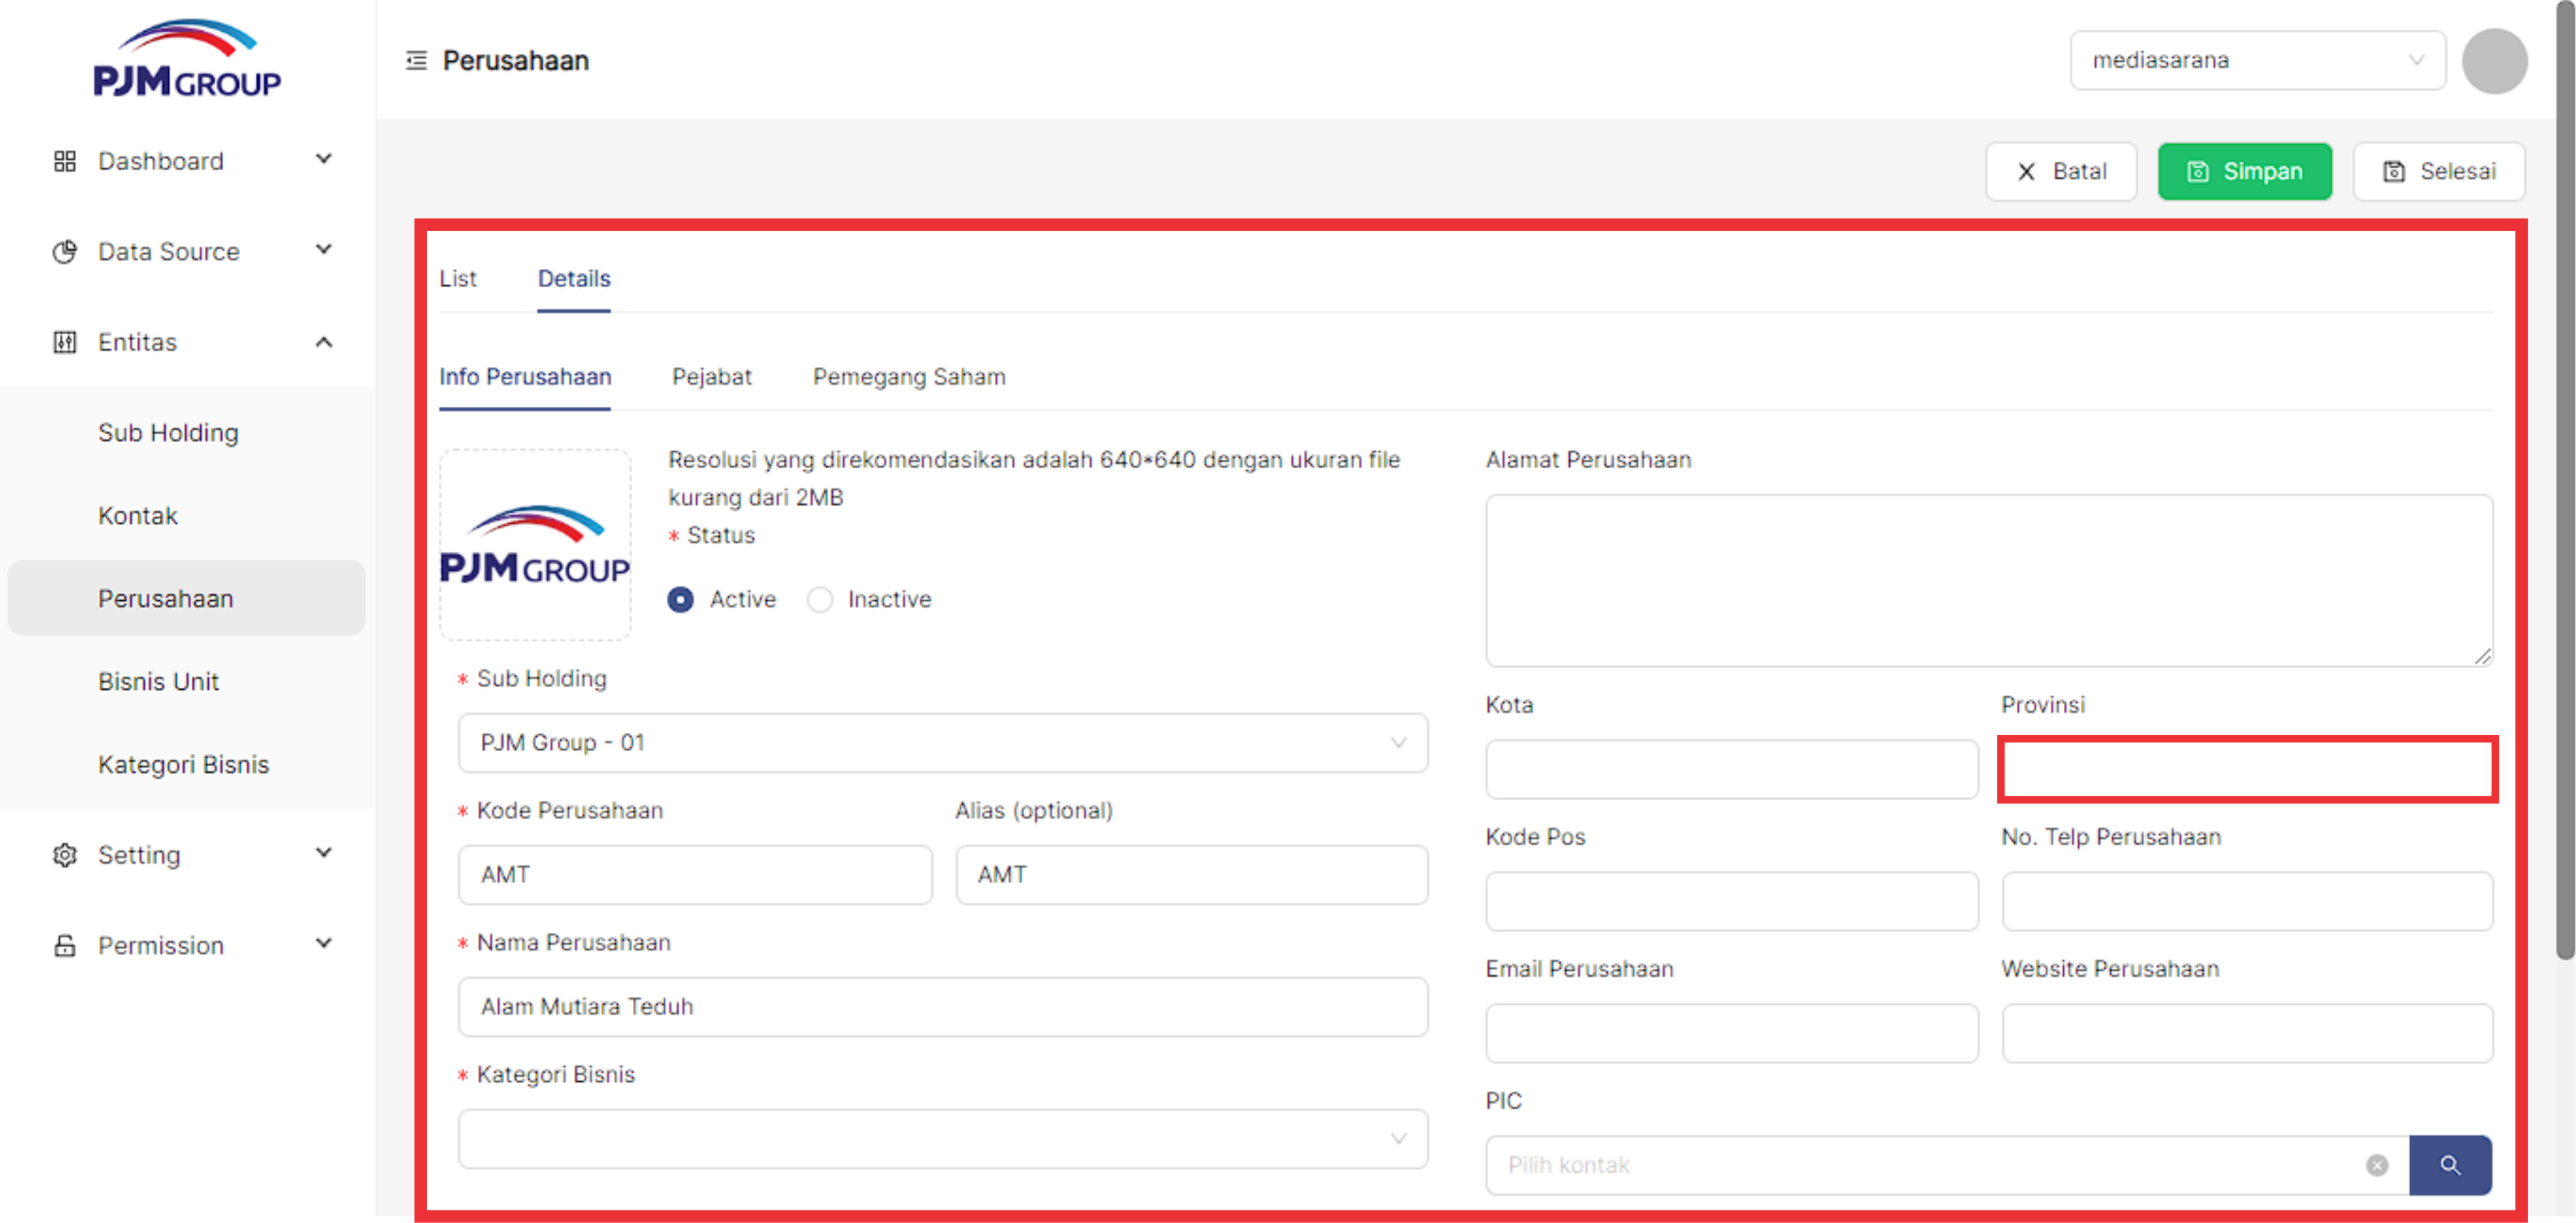 PJM GROUP
Perusahaan
mediasarana
Dashboard
Data Source
Entitas
Sub Holding
Kontak
Perusahaan
Bisnis Unit
Kategori Bisnis
Setting
Permission
Batal
Simpan
Selesai
List
Details
Info Perusahaan
Pejabat
Pemegang Saham
PJM GROUP
Resolusi yang direkomendasikan adalah 640*640 dengan ukuran file
kurang dari 2MB
* Status
Active
Inactive
* Sub Holding
PJM Group - 01
* Kode Perusahaan
Alias (optional)
AMT
AMT
* Nama Perusahaan
Alam Mutiara Teduh
* Kategori Bisnis
Alamat Perusahaan
Kota
Provinsi
Kode Pos
No. Telp Perusahaan
Email Perusahaan
Website Perusahaan
PIC
Pilih kontak